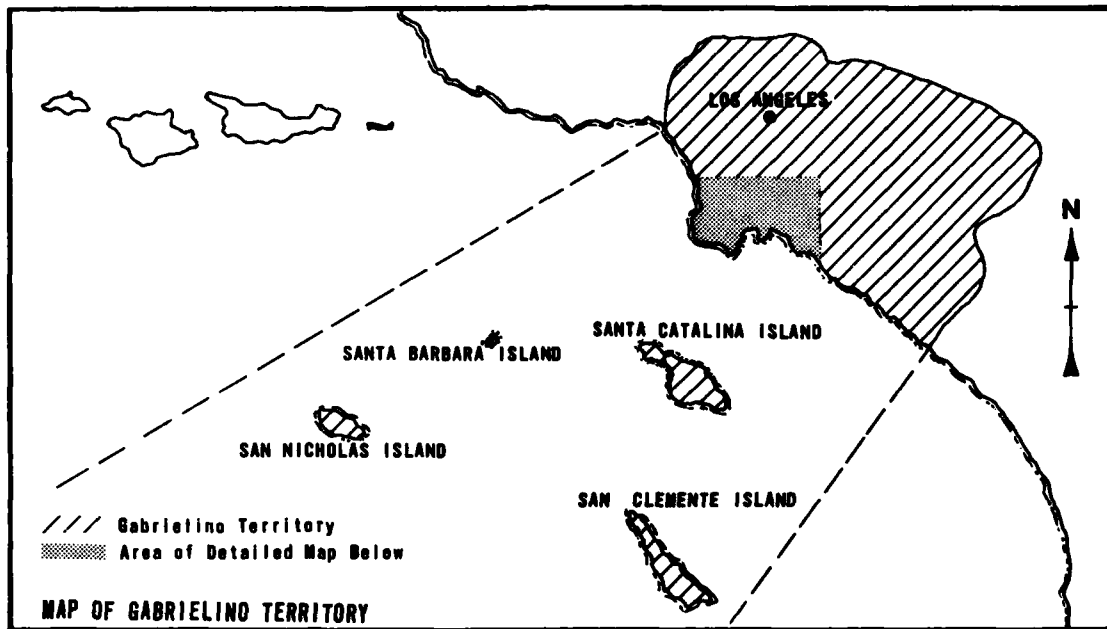 LOS ANGELES
N
SANTA BARBARA ISLAND
SANTA CATALINA ISLAND
SAN NICHOLAS ISLAND
SAN CLEMENTE ISLAND
Gabrielino Territory
Area of Detailed Map Below
MAP OF GABRIELINO TERRITORY